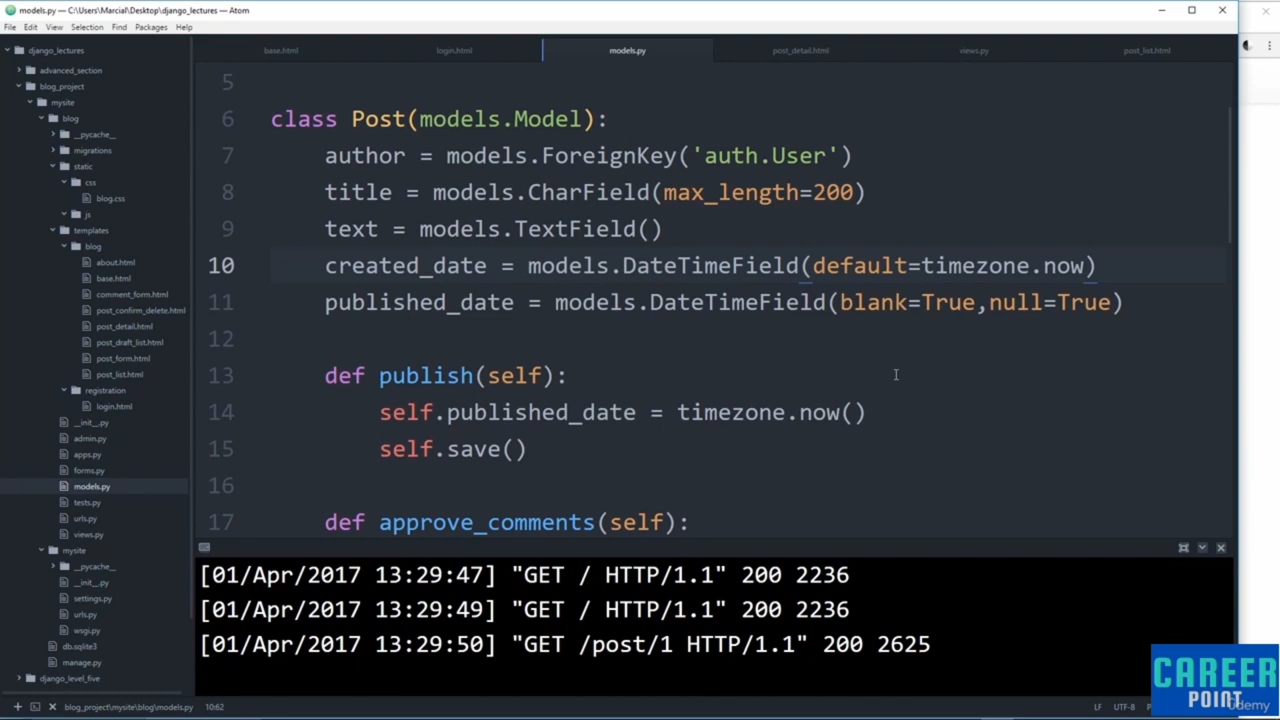 models.py — C:\Users\Marcial\Desktop\django_lectures — Atom
File Edit View Selection Find Packages Help
django_lectures
advanced_section
blog_project
mysite
blog
__pycache__
migrations
static
css
blog.css
js
templates
blog
about.html
base.html
comment_form.html
post_confirm_delete.html
post_detail.html
post_draft_list.html
post_form.html
post_list.html
registration
login.html
__init__.py
admin.py
apps.py
forms.py
models.py
tests.py
urls.py
views.py
mysite
__pycache__
__init__.py
settings.py
urls.py
wsgi.py
db.sqlite3
manage.py
django_level_five
base.html login.html models.py post_detail.html views.py post_list.html
5
6 class Post(models.Model):
7 author = models.ForeignKey('auth.User')
8 title = models.CharField(max_length=200)
9 text = models.TextField()
10 created_date = models.DateTimeField(default=timezone.now)
11 published_date = models.DateTimeField(blank=True,null=True)
12
13 def publish(self):
14 self.published_date = timezone.now()
15 self.save()
16
17 def approve_comments(self):
[01/Apr/2017 13:29:47] "GET / HTTP/1.1" 200 2236
[01/Apr/2017 13:29:49] "GET / HTTP/1.1" 200 2236
[01/Apr/2017 13:29:50] "GET /post/1 HTTP/1.1" 200 2625
blog_project\mysite\blog\models.py 10:62 LF UTF-8
CAREER
POINT
Udemy